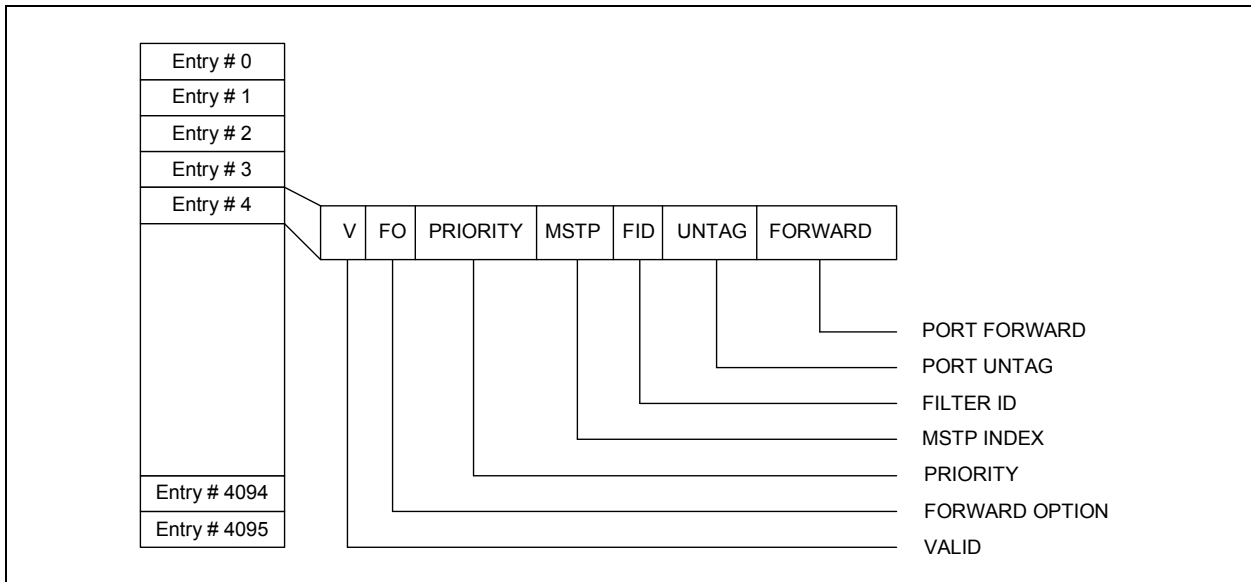 Entry # 0
Entry # 1
Entry # 2
Entry # 3
Entry # 4
V FO PRIORITY MSTP FID UNTAG FORWARD
PORT FORWARD
PORT UNTAG
FILTER ID
MSTP INDEX
PRIORITY
FORWARD OPTION
VALID
Entry # 4094
Entry # 4095